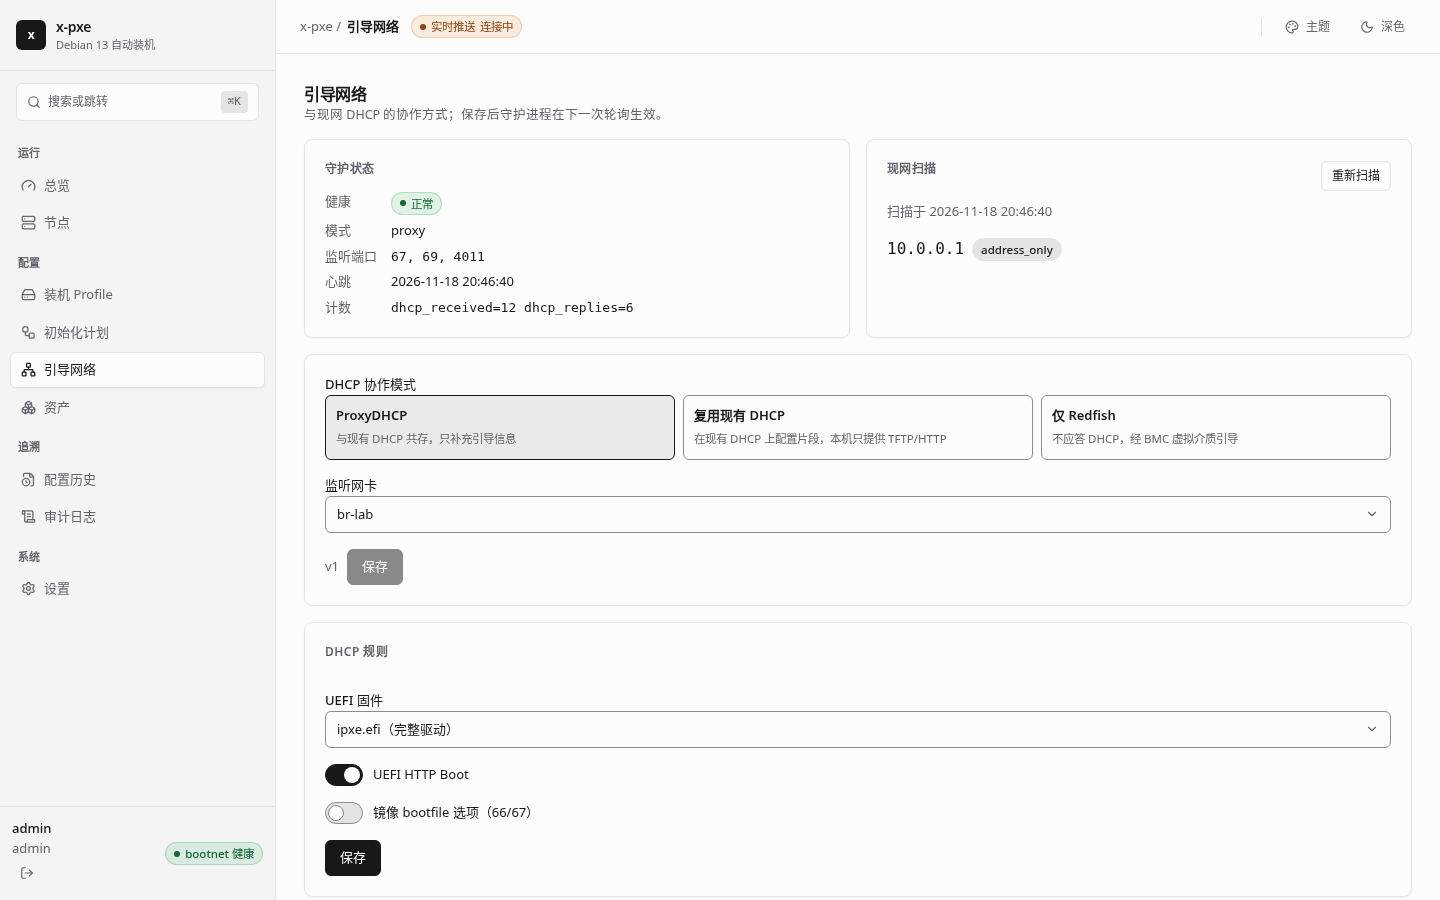 x
x-pxe
Debian 13 自动装机
搜索或跳转
⌘K
运行
总览
节点
配置
装机 Profile
初始化计划
引导网络
资产
追溯
配置历史
审计日志
系统
设置
admin
admin
bootnet 健康
x-pxe / 引导网络
实时推送 连接中
主题
深色
引导网络
与现网 DHCP 的协作方式；保存后守护进程在下一次轮询生效。
守护状态
健康 正常
模式 proxy
监听端口 67, 69, 4011
心跳 2026-11-18 20:46:40
计数 dhcp_received=12 dhcp_replies=6
现网扫描
重新扫描
扫描于 2026-11-18 20:46:40
10.0.0.1 address_only
DHCP 协作模式
ProxyDHCP
与现有 DHCP 共存，只补充引导信息
复用现有 DHCP
在现有 DHCP 上配置片段，本机只提供 TFTP/HTTP
仅 Redfish
不应答 DHCP，经 BMC 虚拟介质引导
监听网卡
br-lab
v1 保存
DHCP 规则
UEFI 固件
ipxe.efi（完整驱动）
UEFI HTTP Boot
镜像 bootfile 选项（66/67）
保存